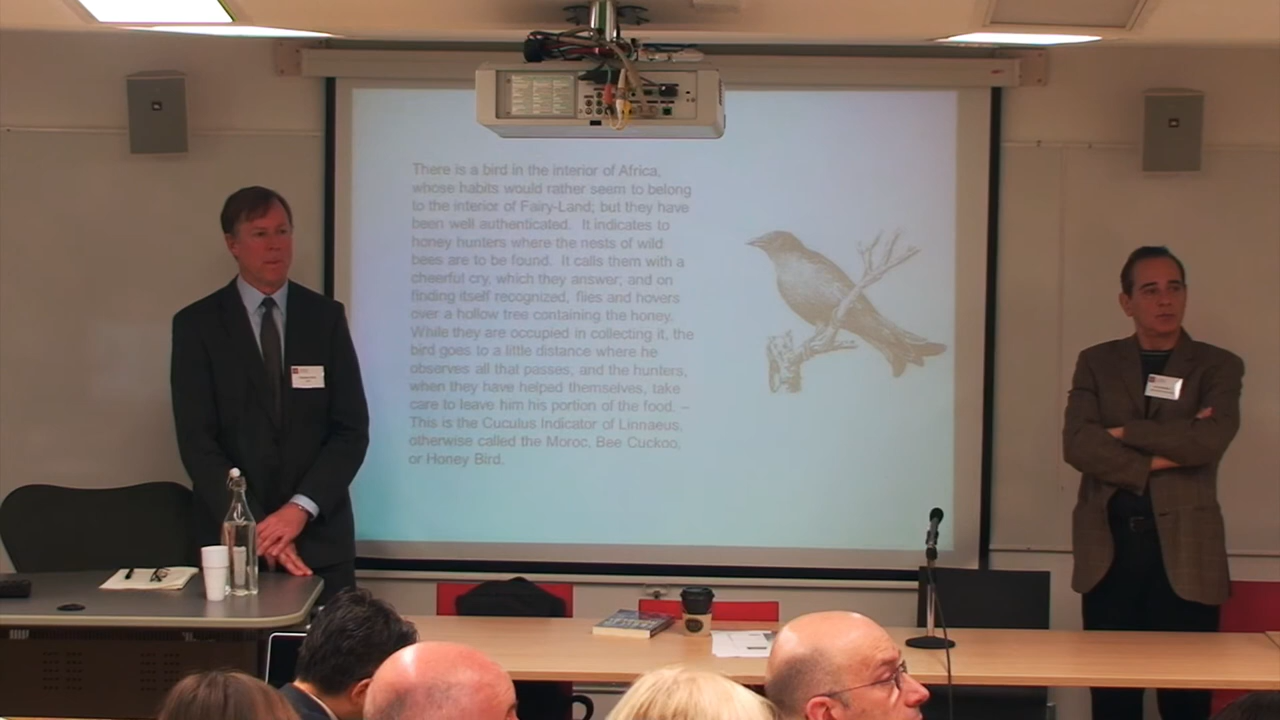 There is a bird in the interior of Africa,
whose habits would rather seem to belong
to the interior of Fairy-Land; but they have
been well authenticated.  It indicates to
honey hunters where the nests of wild
bees are to be found.  It calls them with a
cheerful cry, which they answer; and on
finding itself recognized, flies and hovers
over a hollow tree containing the honey.
While they are occupied in collecting it, the
bird goes to a little distance where he
observes all that passes, and the hunters,
when they have helped themselves, take
care to leave him his portion of the food. –
This is the Cuculus Indicator of Linnaeus,
otherwise called the Moroc, Bee Cuckoo,
or Honey Bird.